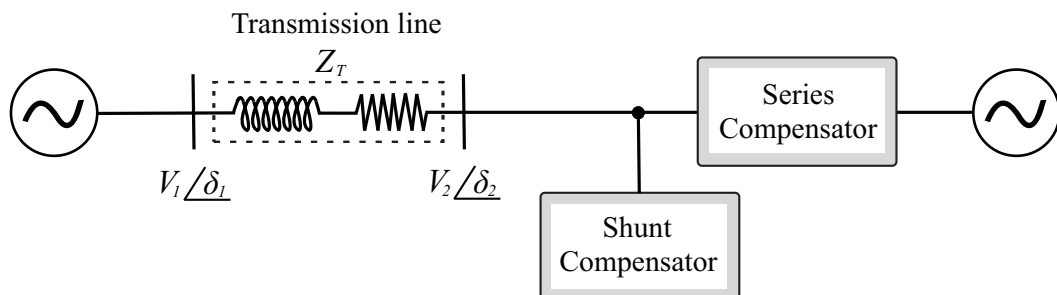 Transmission line
Z_T
V_1/δ_1
V_2/δ_2
Series
Compensator
Shunt
Compensator